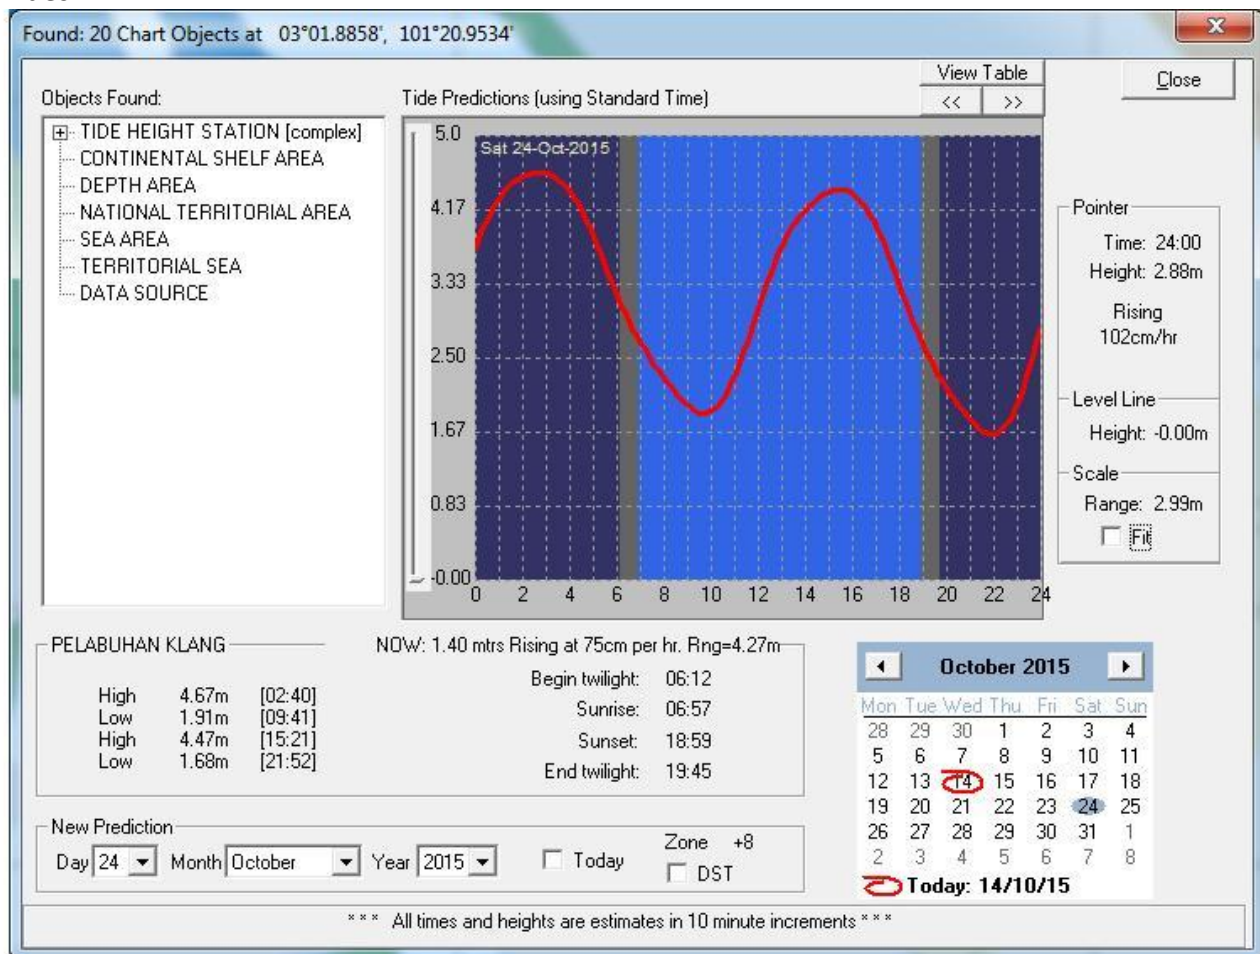 Found: 20 Chart Objects at 03°01.8858', 101°20.9534'
View Table
Close
Objects Found:
Tide Predictions (using Standard Time)
<< >>
TIDE HEIGHT STATION [complex]
CONTINENTAL SHELF AREA
DEPTH AREA
NATIONAL TERRITORIAL AREA
SEA AREA
TERRITORIAL SEA
DATA SOURCE
Sat 24-Oct-2015
5.0
4.17
3.33
2.50
1.67
0.83
-0.00
0 2 4 6 8 10 12 14 16 18 20 22 24
Pointer
Time: 24:00
Height: 2.88m
Rising
102cm/hr
Level Line
Height: -0.00m
Scale
Range: 2.99m
Fit
PELABUHAN KLANG
NOW: 1.40 mtrs Rising at 75cm per hr. Rng=4.27m
High 4.67m [02:40]
Low 1.91m [09:41]
High 4.47m [15:21]
Low 1.68m [21:52]
Begin twilight: 06:12
Sunrise: 06:57
Sunset: 18:59
End twilight: 19:45
October 2015
Mon Tue Wed Thu Fri Sat Sun
28 29 30 1 2 3 4
5 6 7 8 9 10 11
12 13 14 15 16 17 18
19 20 21 22 23 24 25
26 27 28 29 30 31 1
2 3 4 5 6 7 8
Today: 14/10/15
New Prediction
Day 24 Month October Year 2015 Today
Zone +8
DST
*** All times and heights are estimates in 10 minute increments ***